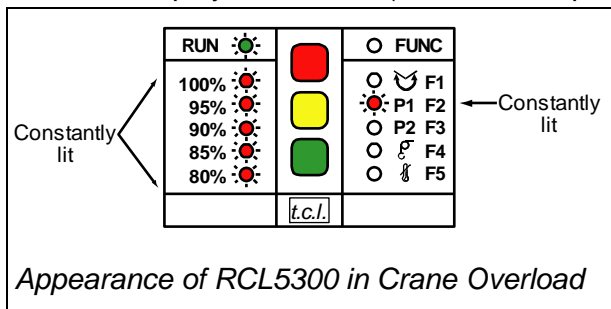 RUN
100%
95%
90%
85%
80%
Constantly
lit
t.c.l.
FUNC
F1
P1 F2
P2 F3
F4
F5
Constantly
lit
Appearance of RCL5300 in Crane Overload